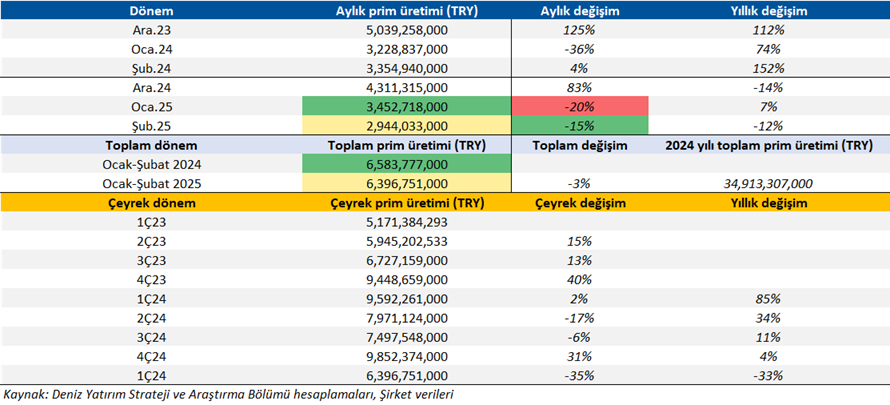 Dönem Aylık prim üretimi (TRY) Aylık değişim Yıllık değişim
Ara.23 5,039,258,000 125% 112%
Oca.24 3,228,837,000 -36% 74%
Şub.24 3,354,940,000 4% 152%
Ara.24 4,311,315,000 83% -14%
Oca.25 3,452,718,000 -20% 7%
Şub.25 2,944,033,000 -15% -12%
Toplam dönem Toplam prim üretimi (TRY) Toplam değişim 2024 yılı toplam prim üretimi (TRY)
Ocak-Şubat 2024 6,583,777,000
Ocak-Şubat 2025 6,396,751,000 -3% 34,913,307,000
Çeyrek dönem Çeyrek prim üretimi (TRY) Çeyrek değişim Yıllık değişim
1Ç23 5,171,384,293
2Ç23 5,945,202,533 15%
3Ç23 6,727,159,000 13%
4Ç23 9,448,659,000 40%
1Ç24 9,592,261,000 2% 85%
2Ç24 7,971,124,000 -17% 34%
3Ç24 7,497,548,000 -6% 11%
4Ç24 9,852,374,000 31% 4%
1Ç24 6,396,751,000 -35% -33%
Kaynak: Deniz Yatırım Strateji ve Araştırma Bölümü hesaplamaları, Şirket verileri